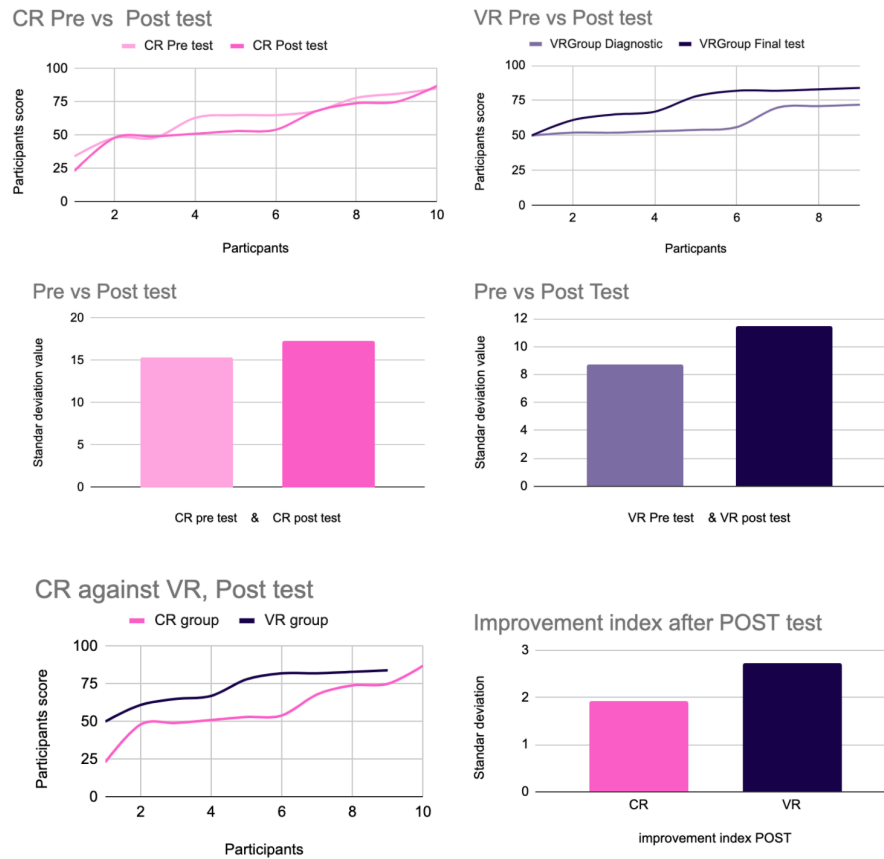 CR Pre vs Post test
CR Pre test CR Post test
100
75
50
25
0
Participants score
2 4 6 8 10
Particpants
VR Pre vs Post test
VRGroup Diagnostic VRGroup Final test
100
75
50
25
0
Participants score
2 4 6 8
Particpants
Pre vs Post test
20
15
10
5
0
Standar deviation value
CR pre test & CR post test
Pre vs Post Test
12
10
8
6
4
2
0
Standar deviation value
VR Pre test & VR post test
CR against VR, Post test
CR group VR group
100
75
50
25
0
Participants score
2 4 6 8 10
Participants
Improvement index after POST test
3
2
1
0
Standar deviation
CR VR
improvement index POST